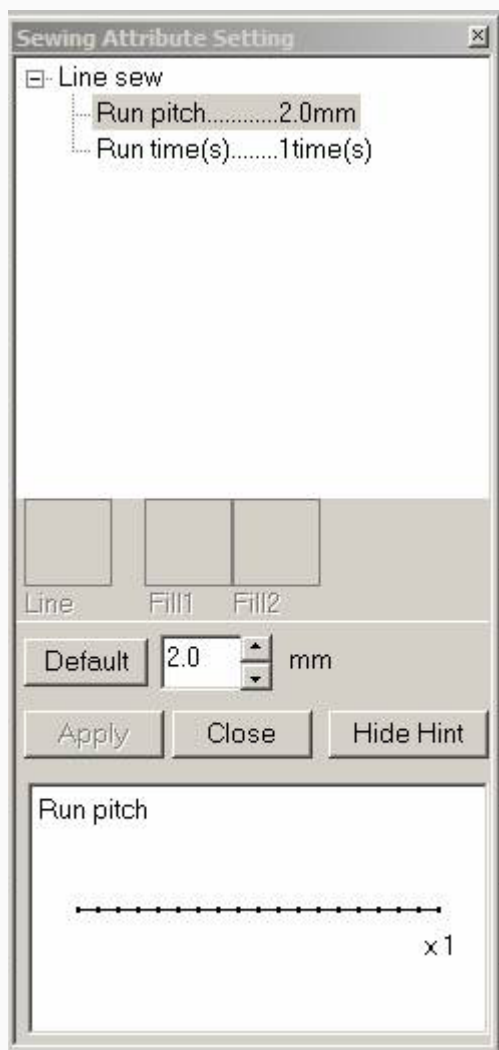 Sewing Attribute Setting
Line sew
Run pitch............2.0mm
Run time(s)........1time(s)
Line Fill1 Fill2
Default 2.0 mm
Apply Close Hide Hint
Run pitch
x1